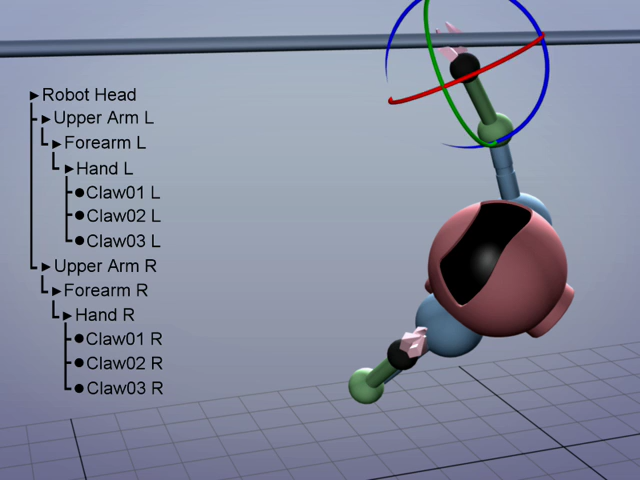 Robot Head
Upper Arm L
Forearm L
Hand L
Claw01 L
Claw02 L
Claw03 L
Upper Arm R
Forearm R
Hand R
Claw01 R
Claw02 R
Claw03 R